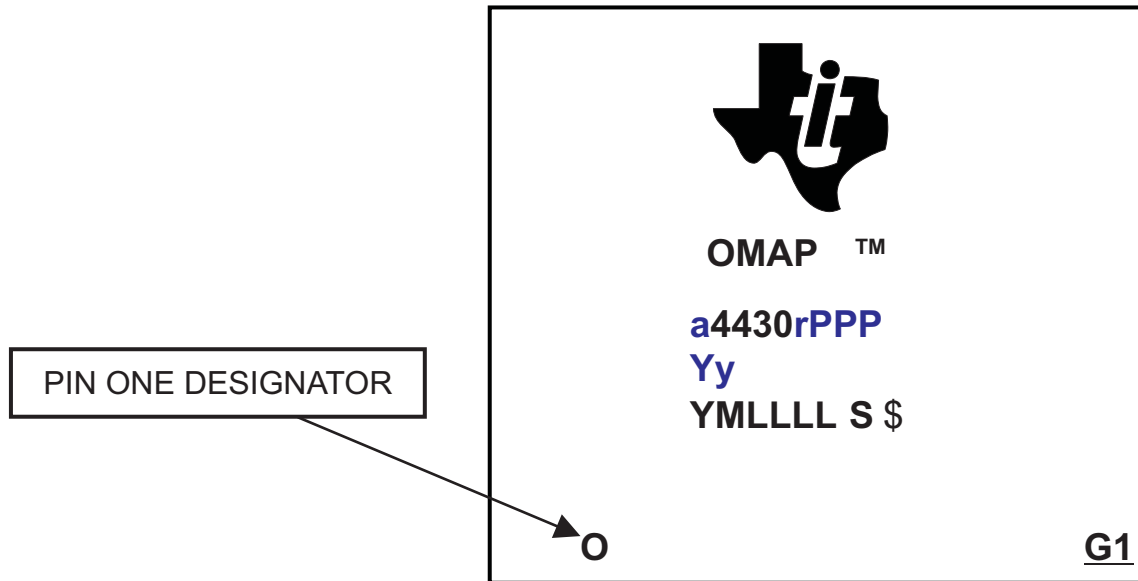 OMAP ™
a4430rPPP
Yy
YMLLLL S $
PIN ONE DESIGNATOR
O
G1